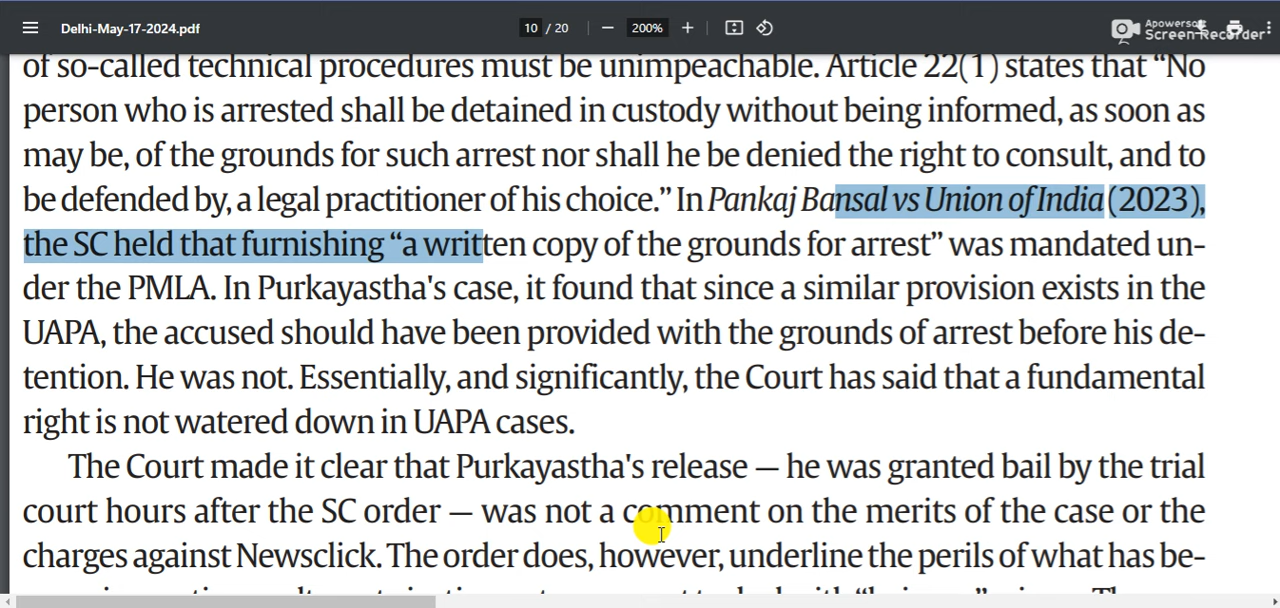 Delhi-May-17-2024.pdf 10 / 20 200% Apowersoft Screen Recorder
of so-called technical procedures must be unimpeachable. Article 22(1) states that “No
person who is arrested shall be detained in custody without being informed, as soon as
may be, of the grounds for such arrest nor shall he be denied the right to consult, and to
be defended by, a legal practitioner of his choice.” In Pankaj Bansal vs Union of India (2023),
the SC held that furnishing “a written copy of the grounds for arrest” was mandated un-
der the PMLA. In Purkayastha's case, it found that since a similar provision exists in the
UAPA, the accused should have been provided with the grounds of arrest before his de-
tention. He was not. Essentially, and significantly, the Court has said that a fundamental
right is not watered down in UAPA cases.
The Court made it clear that Purkayastha's release — he was granted bail by the trial
court hours after the SC order — was not a comment on the merits of the case or the
charges against Newsclick. The order does, however, underline the perils of what has be-